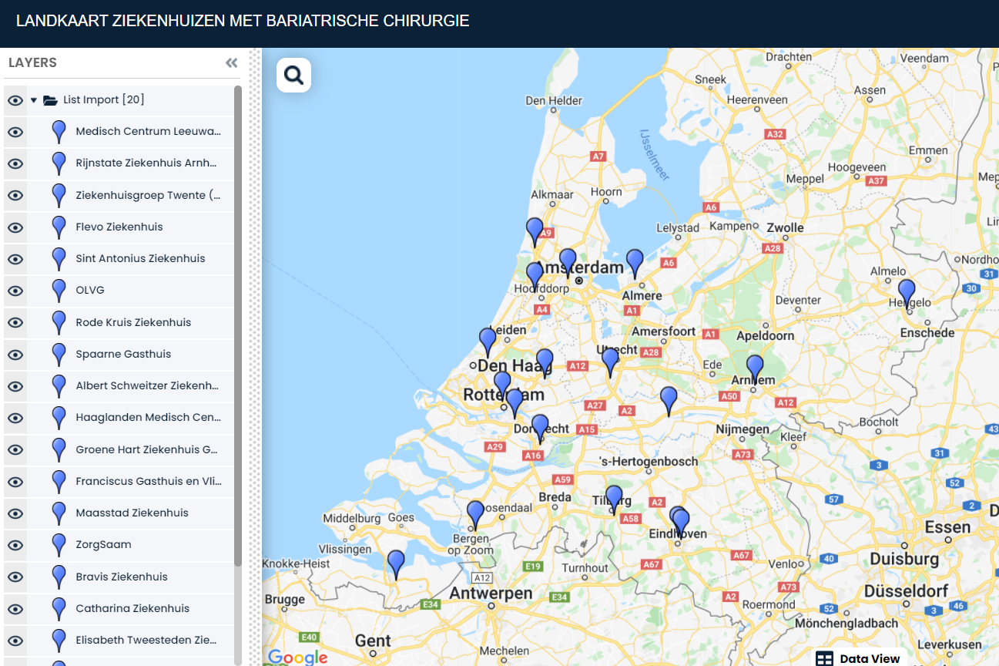 LANDKAART ZIEKENHUIZEN MET BARIATRISCHE CHIRURGIE
LAYERS
List Import [20]
Medisch Centrum Leeuwa...
Rijnstate Ziekenhuis Arnh...
Ziekenhuisgroep Twente (...
Flevo Ziekenhuis
Sint Antonius Ziekenhuis
OLVG
Rode Kruis Ziekenhuis
Spaarne Gasthuis
Albert Schweitzer Ziekenh...
Haaglanden Medisch Cen...
Groene Hart Ziekenhuis G...
Franciscus Gasthuis en Vli...
Maasstad Ziekenhuis
ZorgSaam
Bravis Ziekenhuis
Catharina Ziekenhuis
Elisabeth Tweesteden Zie...
Drachten
Veendam
Sneek
Assen
Den Helder
Heerenveen
A32
IJsselmeer
A7
Emmen
Hoogeveen
Meppel
A37
Mep
Alkmaar
Hoorn
A6
Lelystad
Kampen
Zwolle
Lin
A9
A28
Nordho
Amsterdam
A6
Almelo
31
Hoofddorp
Almere
30
Deventer
Hengelo
A4
A1
Leiden
Amersfoort
A1
Apeldoorn
Enschede
Utrecht
A28
Den Haag
A12
Ede
Arnhem
Rotterdam
A50
A12
A27
A2
Dordrecht
A15
Nijmegen
Bocholt
43
Kleef
A29
A16
A73
31
's-Hertogenbosch
3
A59
52
Breda
Tilburg
A2
57
2
Middelburg
Goes
oosendaal
A58
D
Essen
Bergen
op Zoom
Eindhoven
Vlissingen
Knokke-Heist
E19
A67
A67
Venlo
40
Duisburg
A12
Turnhout
Brugge
E34
Antwerpen
E34
A2
A73
Düsseldorf
Roermond
52
3
46
Mönchengladbach
E40
Gent
Mechelen
Leverkusen
Google
Data View